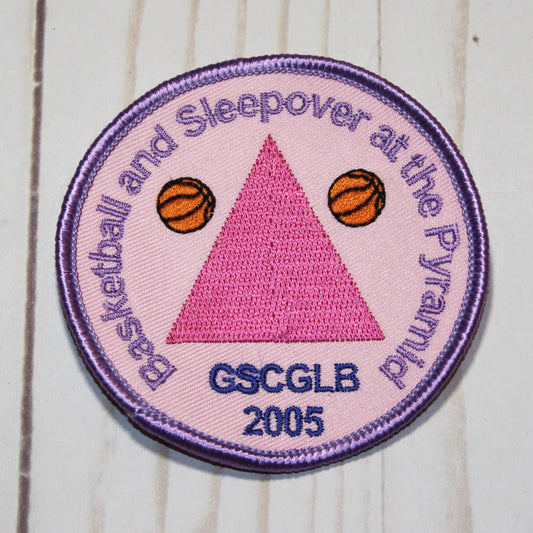 Basketball and Sleepover at the Pyramid
GSCGLB
2005